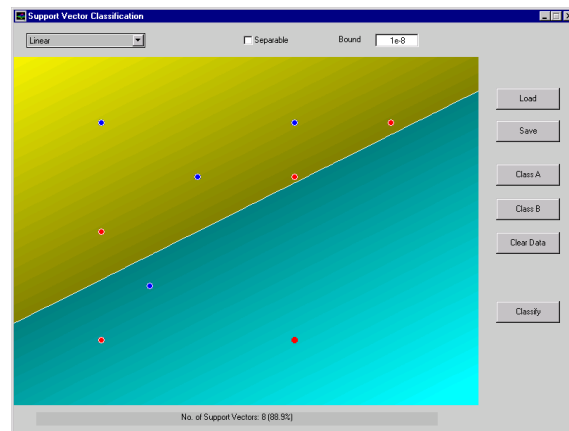 Support Vector Classification
Linear
Separable
Bound
1e-8
Load
Save
Class A
Class B
Clear Data
Classify
No. of Support Vectors: 8 (88.9%)